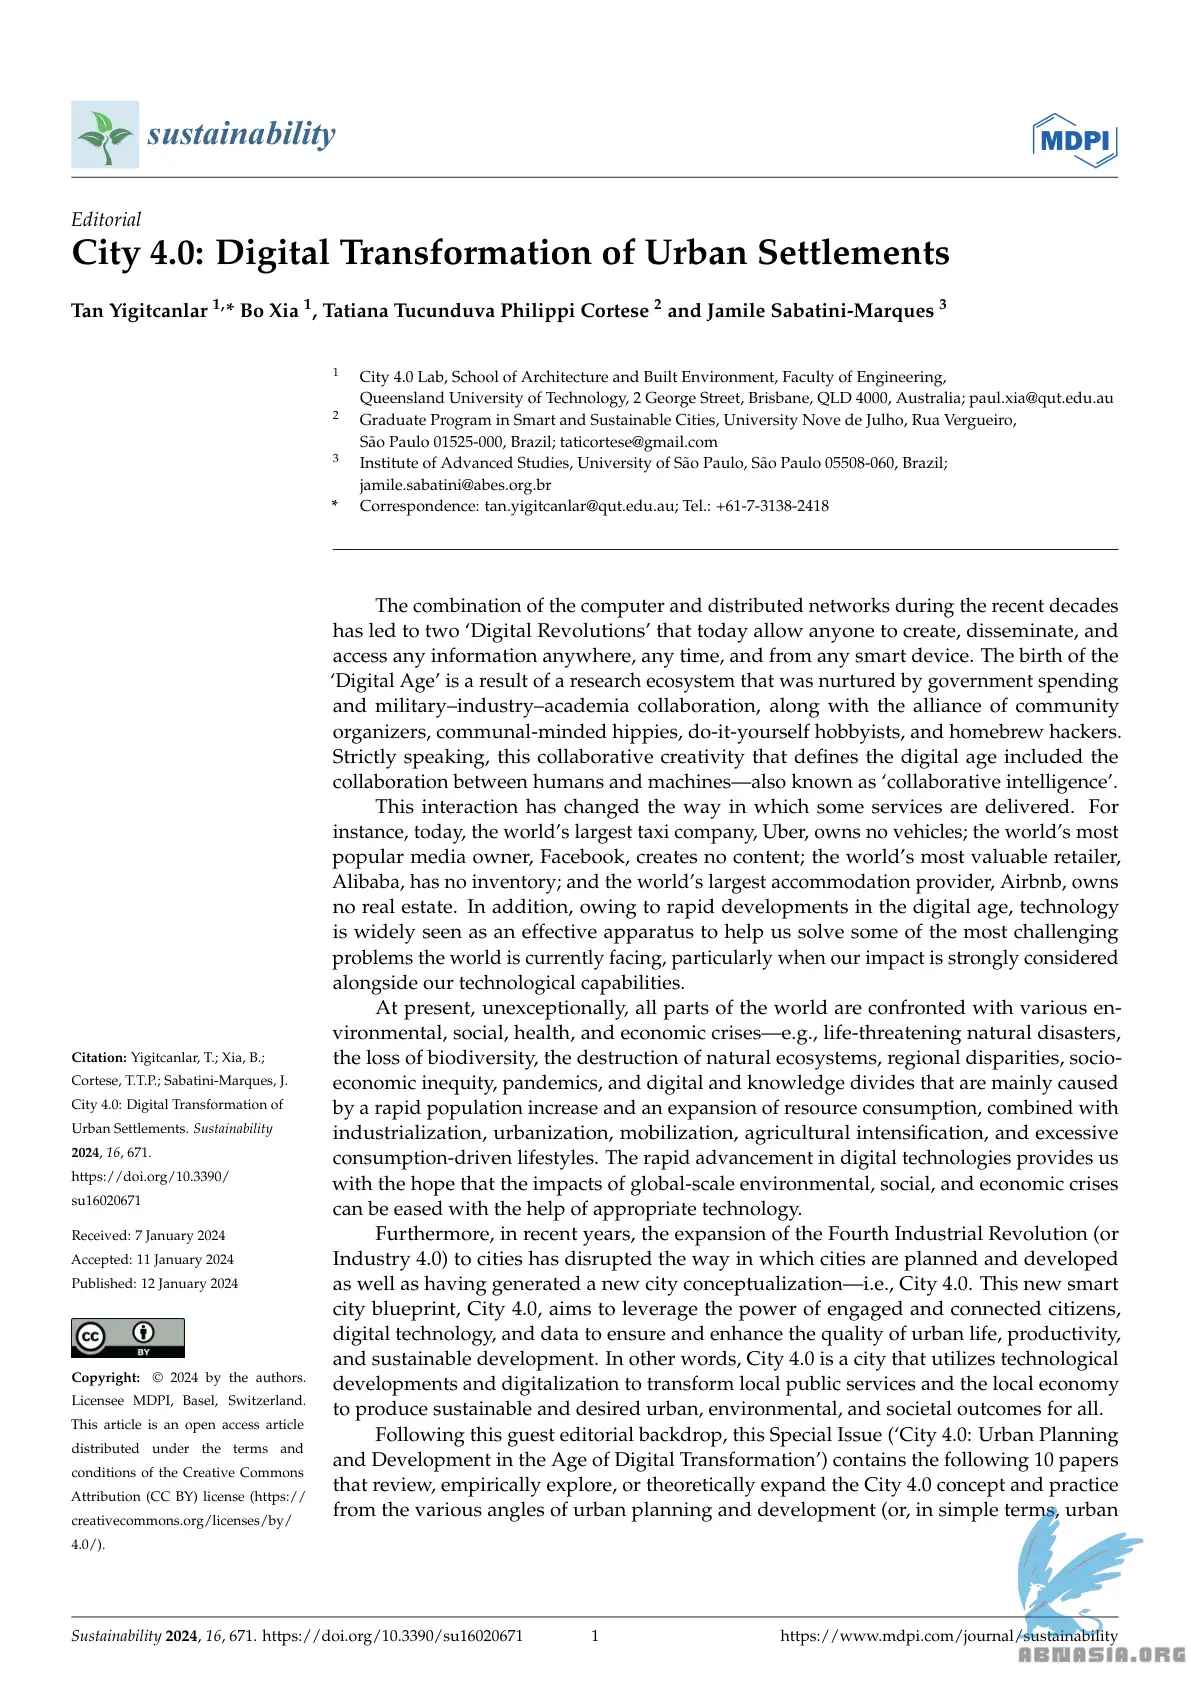 sustainability
MDPI
Editorial
City 4.0: Digital Transformation of Urban Settlements
Tan Yigitcanlar 1,* Bo Xia 1, Tatiana Tucunduva Philippi Cortese 2 and Jamile Sabatini-Marques 3
1 City 4.0 Lab, School of Architecture and Built Environment, Faculty of Engineering,
Queensland University of Technology, 2 George Street, Brisbane, QLD 4000, Australia; paul.xia@qut.edu.au
2 Graduate Program in Smart and Sustainable Cities, University Nove de Julho, Rua Vergueiro,
São Paulo 01525-000, Brazil; taticortese@gmail.com
3 Institute of Advanced Studies, University of São Paulo, São Paulo 05508-060, Brazil;
jamile.sabatini@abes.org.br
* Correspondence: tan.yigitcanlar@qut.edu.au; Tel.: +61-7-3138-2418
The combination of the computer and distributed networks during the recent decades
has led to two ‘Digital Revolutions’ that today allow anyone to create, disseminate, and
access any information anywhere, any time, and from any smart device. The birth of the
‘Digital Age’ is a result of a research ecosystem that was nurtured by government spending
and military–industry–academia collaboration, along with the alliance of community
organizers, communal-minded hippies, do-it-yourself hobbyists, and homebrew hackers.
Strictly speaking, this collaborative creativity that defines the digital age included the
collaboration between humans and machines—also known as ‘collaborative intelligence’.
This interaction has changed the way in which some services are delivered. For
instance, today, the world’s largest taxi company, Uber, owns no vehicles; the world’s most
popular media owner, Facebook, creates no content; the world’s most valuable retailer,
Alibaba, has no inventory; and the world’s largest accommodation provider, Airbnb, owns
no real estate. In addition, owing to rapid developments in the digital age, technology
is widely seen as an effective apparatus to help us solve some of the most challenging
problems the world is currently facing, particularly when our impact is strongly considered
alongside our technological capabilities.
At present, unexceptionally, all parts of the world are confronted with various en-
vironmental, social, health, and economic crises—e.g., life-threatening natural disasters,
the loss of biodiversity, the destruction of natural ecosystems, regional disparities, socio-
economic inequity, pandemics, and digital and knowledge divides that are mainly caused
by a rapid population increase and an expansion of resource consumption, combined with
industrialization, urbanization, mobilization, agricultural intensification, and excessive
consumption-driven lifestyles. The rapid advancement in digital technologies provides us
with the hope that the impacts of global-scale environmental, social, and economic crises
can be eased with the help of appropriate technology.
Furthermore, in recent years, the expansion of the Fourth Industrial Revolution (or
Industry 4.0) to cities has disrupted the way in which cities are planned and developed
as well as having generated a new city conceptualization—i.e., City 4.0. This new smart
city blueprint, City 4.0, aims to leverage the power of engaged and connected citizens,
digital technology, and data to ensure and enhance the quality of urban life, productivity,
and sustainable development. In other words, City 4.0 is a city that utilizes technological
developments and digitalization to transform local public services and the local economy
to produce sustainable and desired urban, environmental, and societal outcomes for all.
Following this guest editorial backdrop, this Special Issue (‘City 4.0: Urban Planning
and Development in the Age of Digital Transformation’) contains the following 10 papers
that review, empirically explore, or theoretically expand the City 4.0 concept and practice
from the various angles of urban planning and development (or, in simple terms, urban
Citation: Yigitcanlar, T.; Xia, B.;
Cortese, T.T.P.; Sabatini-Marques, J.
City 4.0: Digital Transformation of
Urban Settlements. Sustainability
2024, 16, 671.
https://doi.org/10.3390/
su16020671
Received: 7 January 2024
Accepted: 11 January 2024
Published: 12 January 2024
cc BY
Copyright: © 2024 by the authors.
Licensee MDPI, Basel, Switzerland.
This article is an open access article
distributed under the terms and
conditions of the Creative Commons
Attribution (CC BY) license (https://
creativecommons.org/licenses/by/
4.0/).
Sustainability 2024, 16, 671. https://doi.org/10.3390/su16020671 1 https://www.mdpi.com/journal/sustainability
ABMASIA.ORG